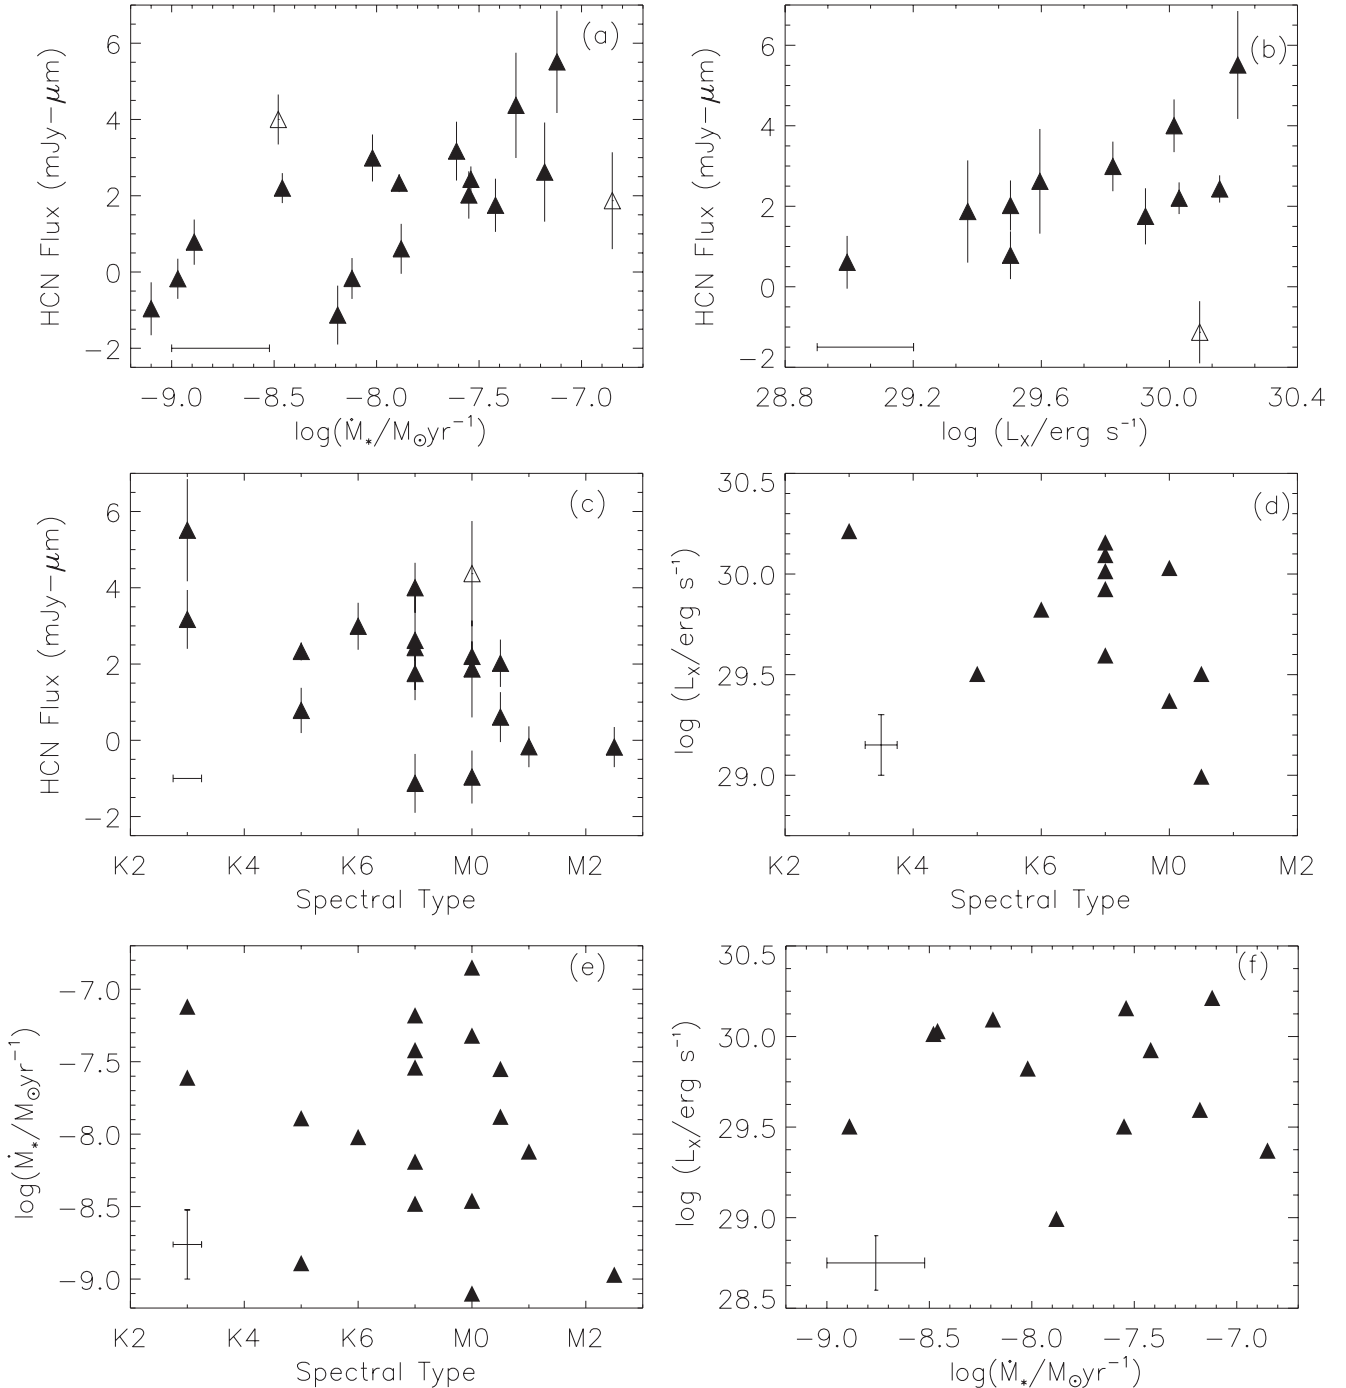 (a)
HCN Flux (mJy−μm)
6
4
2
0
−2
−9.0 −8.5 −8.0 −7.5 −7.0
log(Ṁ*/M⊙yr⁻¹)
(b)
HCN Flux (mJy−μm)
6
4
2
0
−2
28.8 29.2 29.6 30.0 30.4
log (Lₓ/erg s⁻¹)
(c)
HCN Flux (mJy−μm)
6
4
2
0
−2
K2 K4 K6 M0 M2
Spectral Type
(d)
log (Lₓ/erg s⁻¹)
30.5
30.0
29.5
29.0
K2 K4 K6 M0 M2
Spectral Type
(e)
log(Ṁ*/M⊙yr⁻¹)
−7.0
−7.5
−8.0
−8.5
−9.0
K2 K4 K6 M0 M2
Spectral Type
(f)
log (Lₓ/erg s⁻¹)
30.5
30.0
29.5
29.0
28.5
−9.0 −8.5 −8.0 −7.5 −7.0
log(Ṁ*/M⊙yr⁻¹)